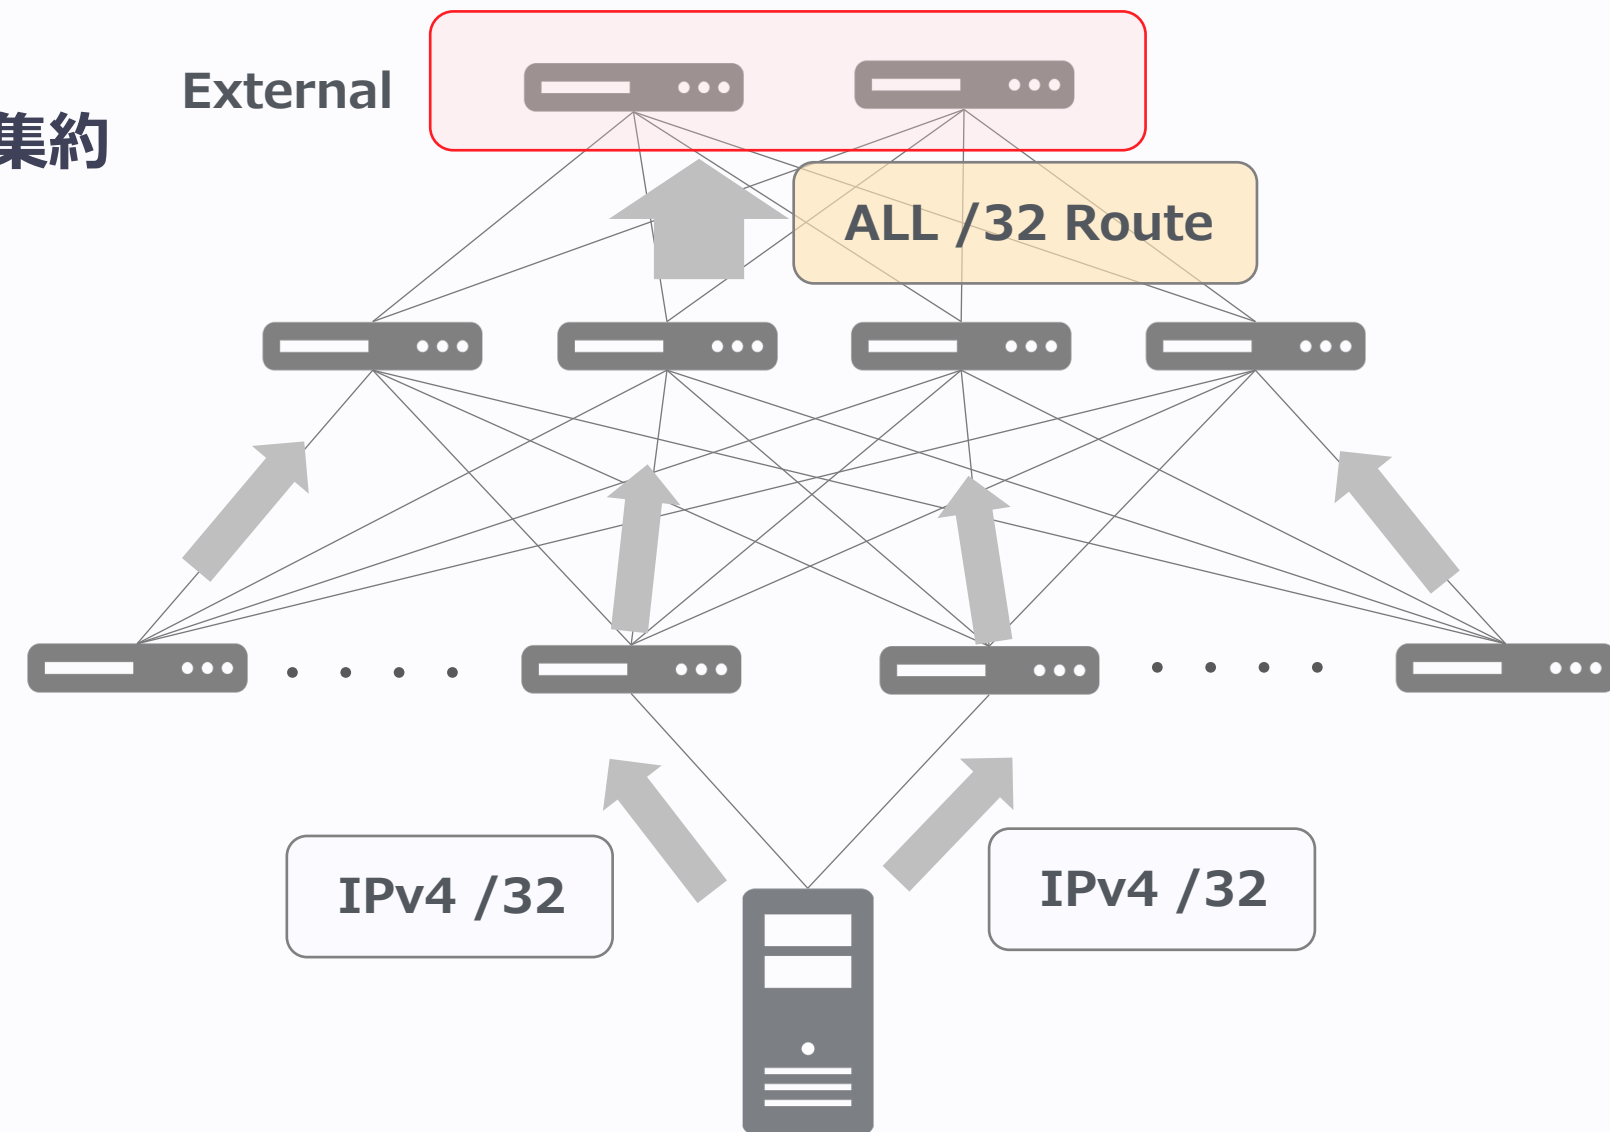 External
集約
ALL /32 Route
IPv4 /32
IPv4 /32